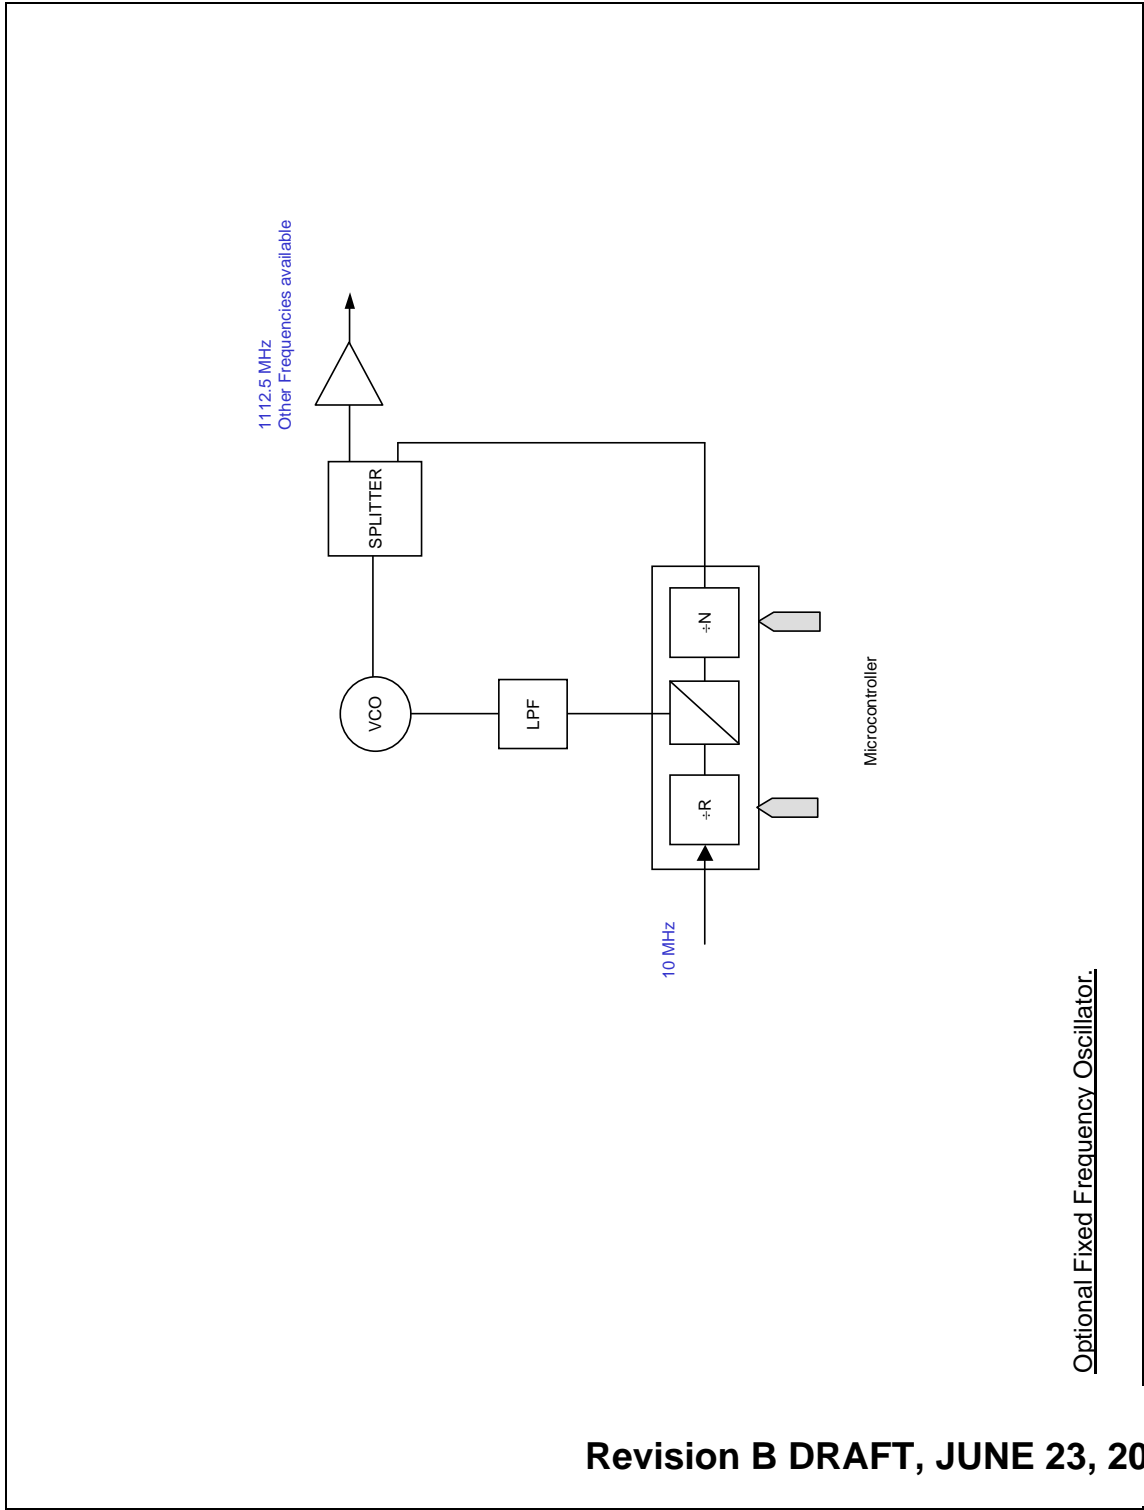 1112.5 MHz
Other Frequencies available
SPLITTER
VCO
LPF
÷N
÷R
Microcontroller
10 MHz
Optional Fixed Frequency Oscillator.
Revision B DRAFT, JUNE 23, 20